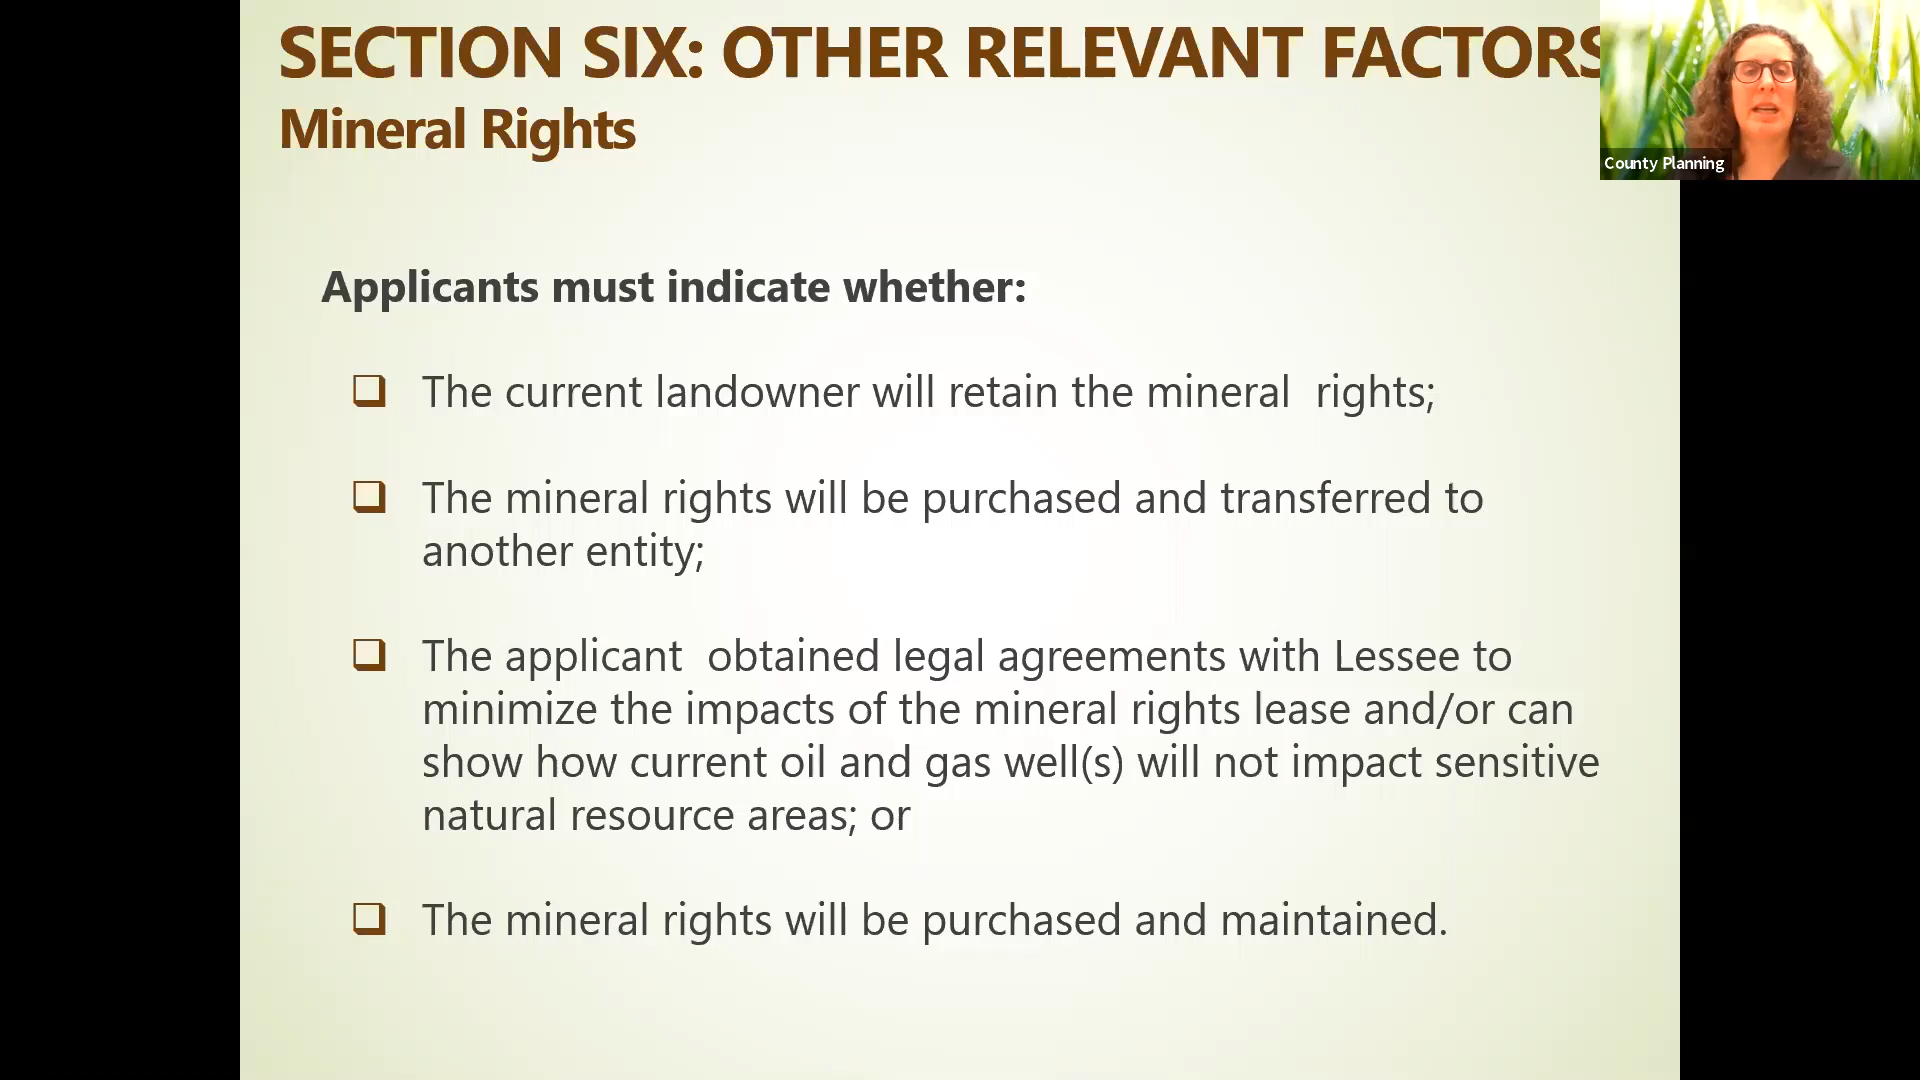 SECTION SIX: OTHER RELEVANT FACTORS
Mineral Rights
County Planning
Applicants must indicate whether:
The current landowner will retain the mineral  rights;
The mineral rights will be purchased and transferred to
another entity;
The applicant  obtained legal agreements with Lessee to
minimize the impacts of the mineral rights lease and/or can
show how current oil and gas well(s) will not impact sensitive
natural resource areas; or
The mineral rights will be purchased and maintained.